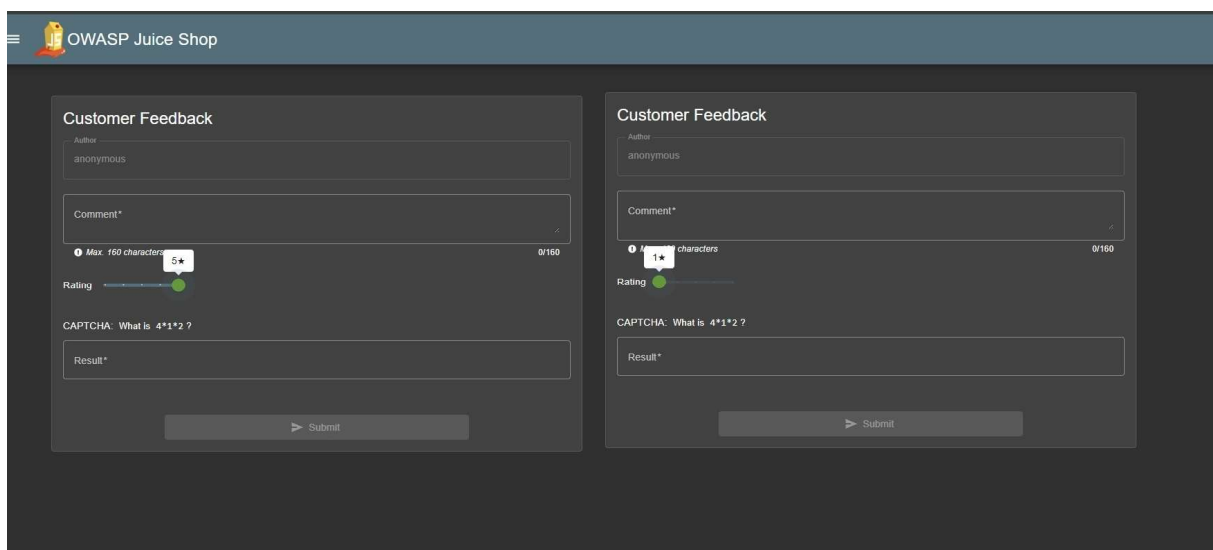 OWASP Juice Shop
Customer Feedback
Author
anonymous
Comment*
Max. 160 characters
0/160
5★
Rating
CAPTCHA: What is 4*1*2 ?
Result*
Submit
Customer Feedback
Author
anonymous
Comment*
characters
0/160
1★
Rating
CAPTCHA: What is 4*1*2 ?
Result*
Submit